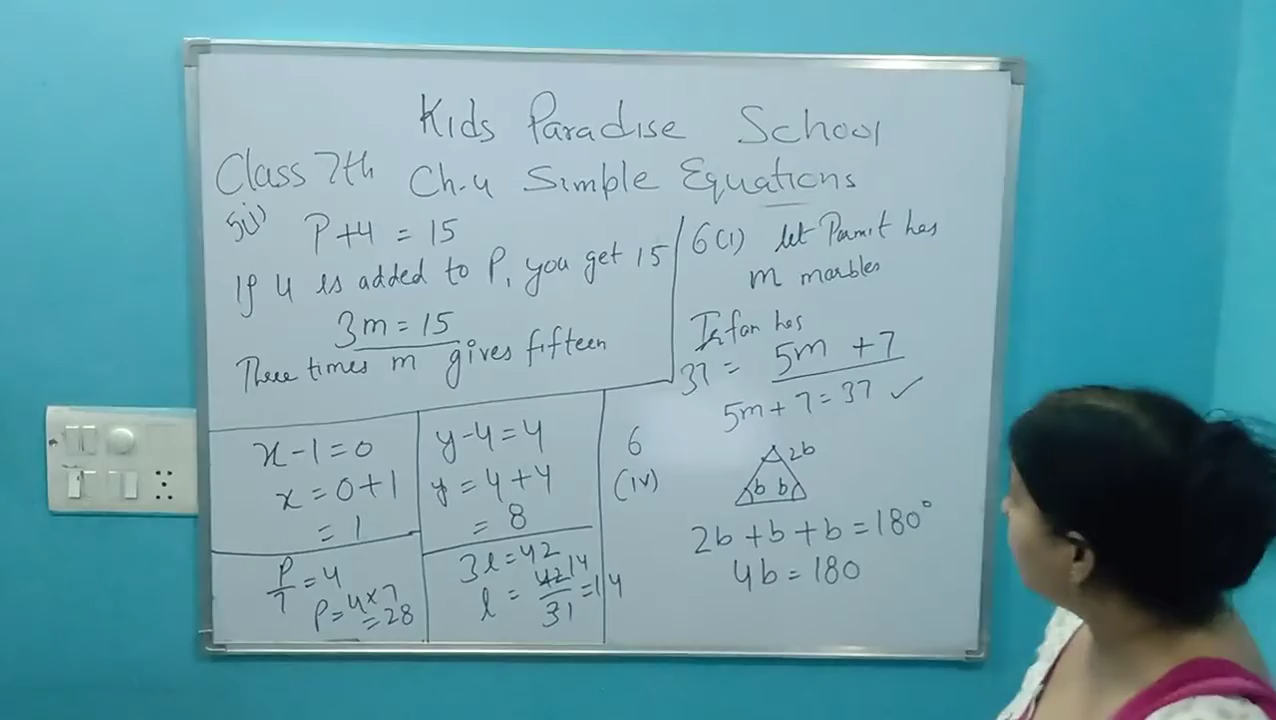 Kids Paradise School
Class 7th Ch.4 Simple Equations
5(i) P+4 = 15
If 4 is added to P, you get 15
3m = 15
Three times m gives fifteen
6(i) let Parmit has
m marbles
Irfan has
37 = 5m + 7
5m + 7 = 37 ✓
x - 1 = 0
x = 0+1
= 1
y - 4 = 4
y = 4+4
= 8
P/7 = 4
P = 4×7
= 28
3l = 42
l = 42 14/3 1 = 14
6
(iv)
2b
b b
2b + b + b = 180°
4b = 180